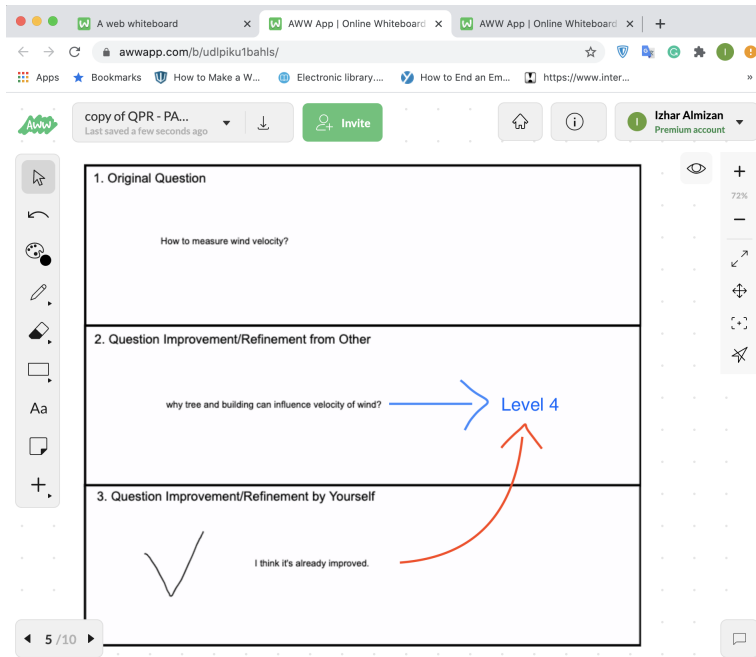 A web whiteboard
AWW App | Online Whiteboard
AWW App | Online Whiteboard
awwapp.com/b/udlpiku1bahls/
Apps
Bookmarks
How to Make a W...
Electronic library....
How to End an Em...
https://www.inter...
»
AWW
copy of QPR - PA...
Last saved a few seconds ago
Invite
I
Izhar Almizan
Premium account
72%
Aa
1. Original Question
How to measure wind velocity?
2. Question Improvement/Refinement from Other
why tree and building can influence velocity of wind?
Level 4
3. Question Improvement/Refinement by Yourself
I think it's already improved.
5 /10